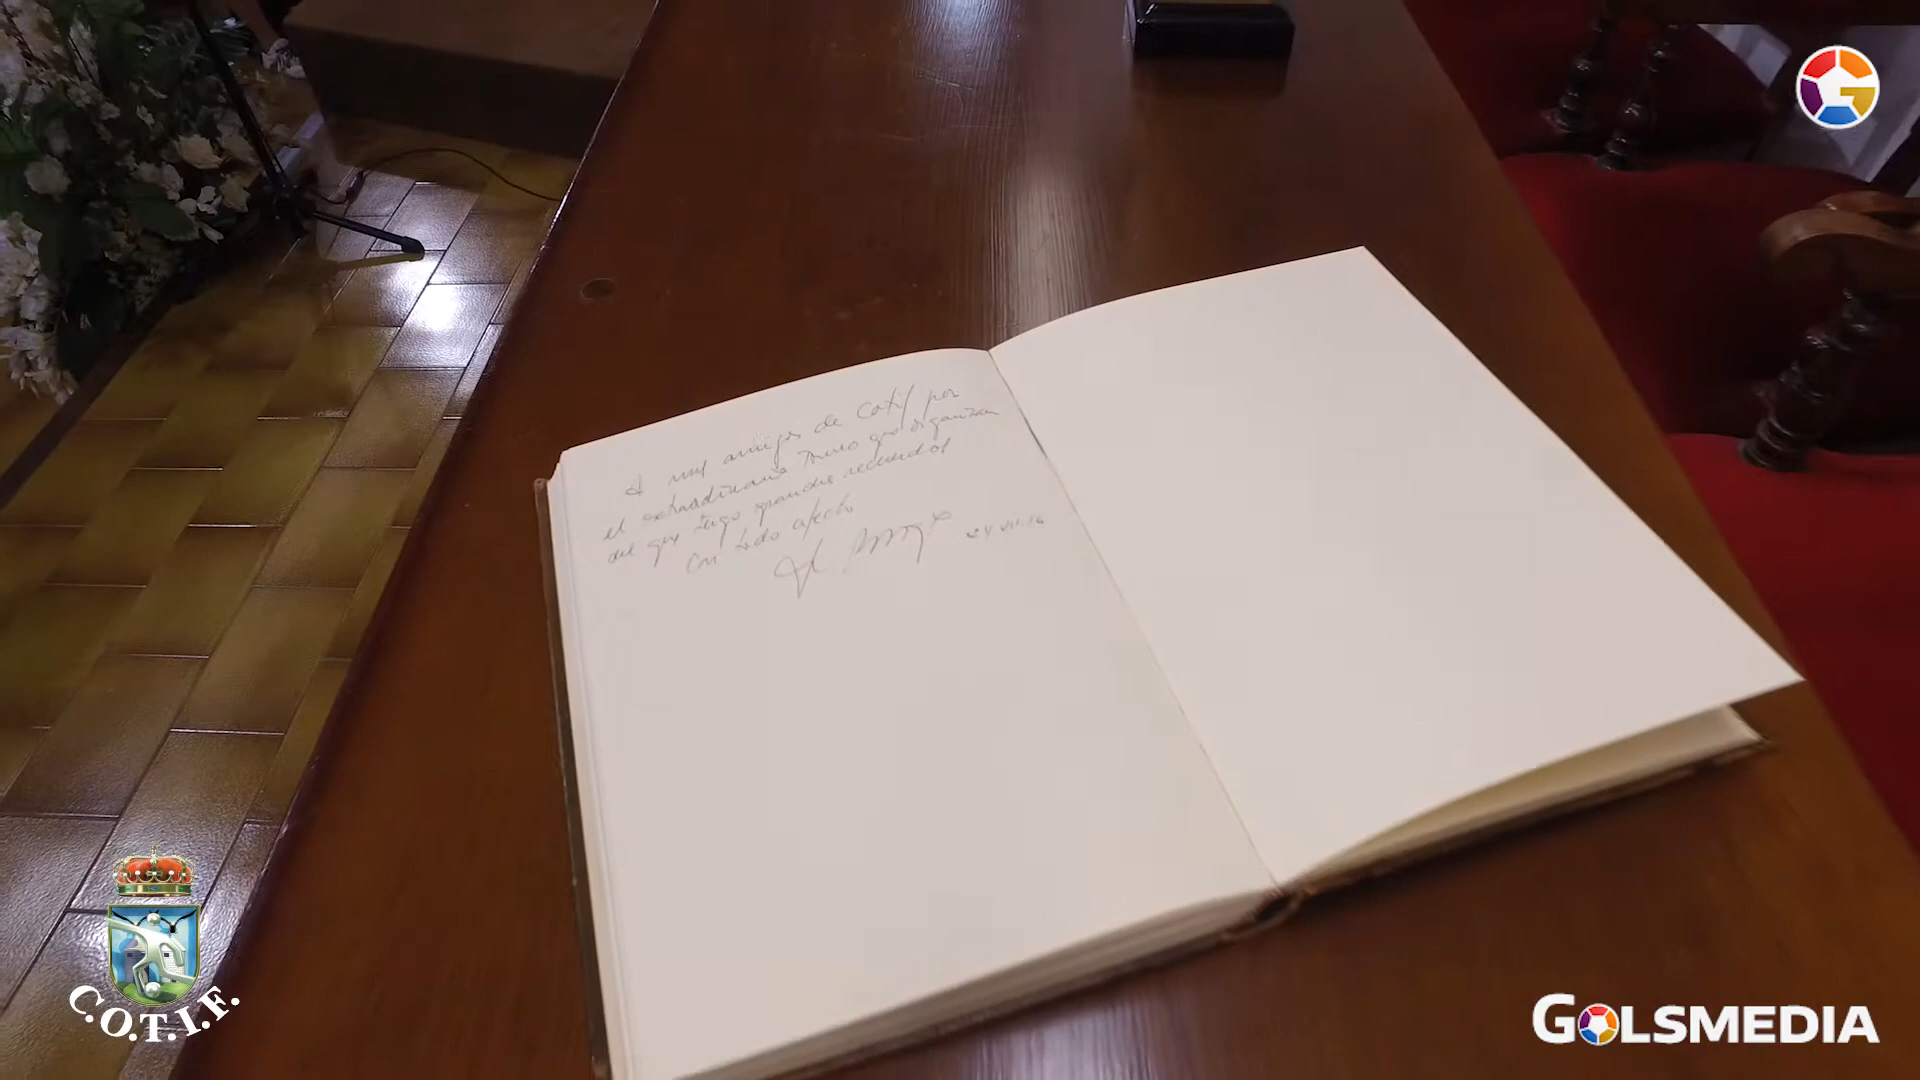 A mis amigos de Cotif por
el extraordinario Torneo que organizan
del que tengo grandes recuerdos
con todo afecto
24 VII 16
C.O.T.I.F.
GOLSMEDIA